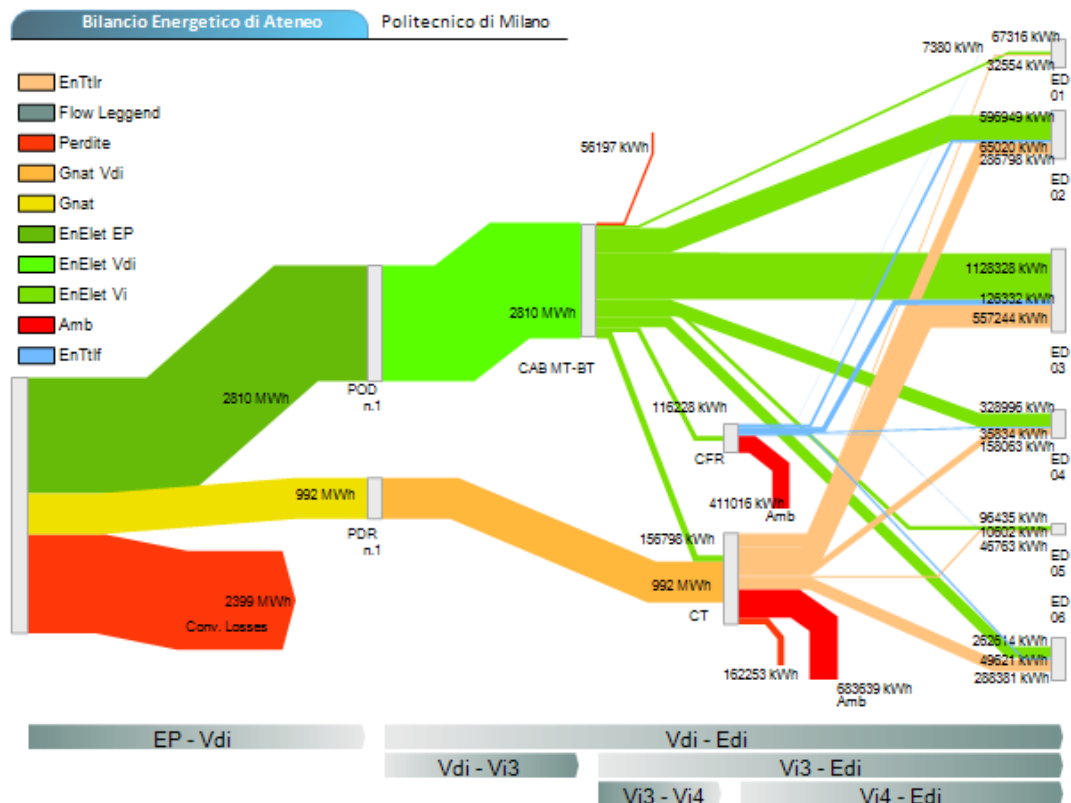 Bilancio Energetico di Ateneo
Politecnico di Milano
EnTtlr
Flow Leggend
Perdite
Gnat Vdi
Gnat
EnElet EP
EnElet Vdi
EnElet Vi
Amb
EnTtlf
2810 MWh
992 MWh
2399 MWh
Conv. Losses
POD
n.1
PDR
n.1
2810 MWh
CAB MT-BT
56197 kWh
116228 kWh
CFR
411016 kWh
Amb
156798 kWh
992 MWh
CT
162253 kWh
683639 kWh
Amb
67316 kWh
7380 kWh
32554 kWh
ED
01
596949 kWh
65020 kWh
286798 kWh
ED
02
1128328 kWh
126332 kWh
557244 kWh
ED
03
328996 kWh
35834 kWh
158063 kWh
ED
04
96435 kWh
10602 kWh
46763 kWh
ED
05
ED
06
262614 kWh
49621 kWh
288381 kWh
EP - Vdi
Vdi - Edi
Vdi - Vi3
Vi3 - Edi
Vi3 - Vi4
Vi4 - Edi